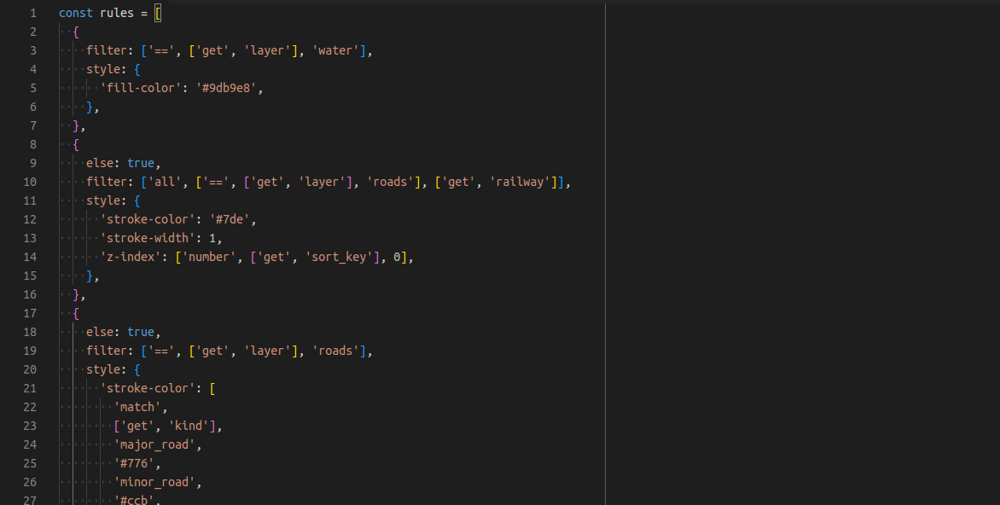 1 const rules = [
2 {
3 filter: ['==', ['get', 'layer'], 'water'],
4 style: {
5 'fill-color': '#9db9e8',
6 },
7 },
8 {
9 else: true,
10 filter: ['all', ['==', ['get', 'layer'], 'roads'], ['get', 'railway']],
11 style: {
12 'stroke-color': '#7de',
13 'stroke-width': 1,
14 'z-index': ['number', ['get', 'sort_key'], 0],
15 },
16 },
17 {
18 else: true,
19 filter: ['==', ['get', 'layer'], 'roads'],
20 style: {
21 'stroke-color': [
22 'match',
23 ['get', 'kind'],
24 'major_road',
25 '#776',
26 'minor_road',
27 '#ccb',